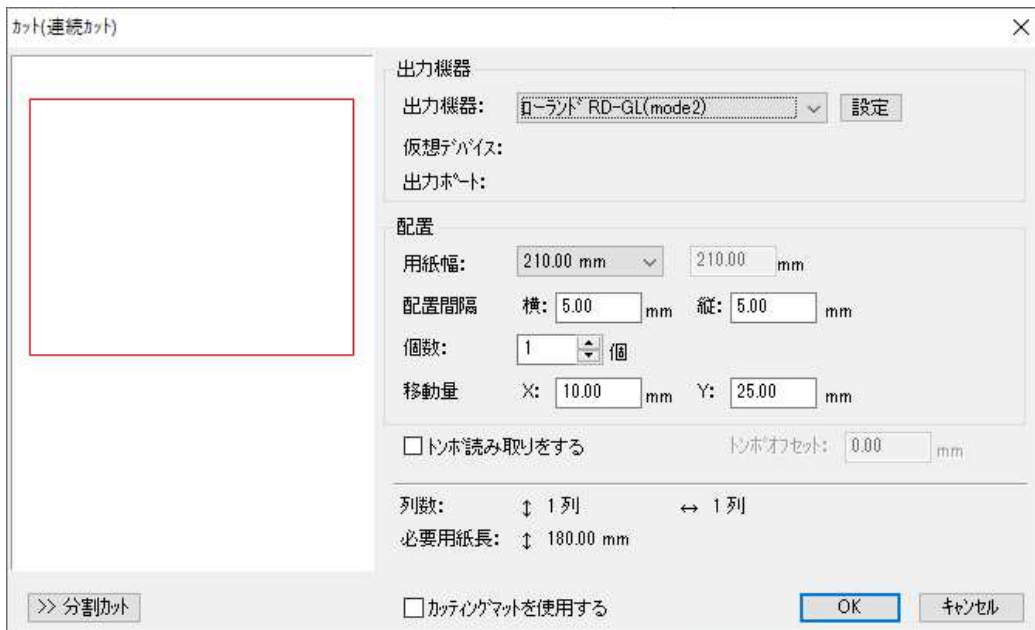 カット(連続カット)
出力機器
出力機器: ローランド RD-GL(mode2) 設定
仮想デバイス:
出力ポート:
配置
用紙幅: 210.00 mm 210.00 mm
配置間隔 横: 5.00 mm 縦: 5.00 mm
個数: 1 個
移動量 X: 10.00 mm Y: 25.00 mm
トンボ読み取りをする トンボオフセット: 0.00 mm
列数: ↕ 1 列 ↔ 1 列
必要用紙長: ↕ 180.00 mm
>> 分割カット カッティングマットを使用する OK キャンセル